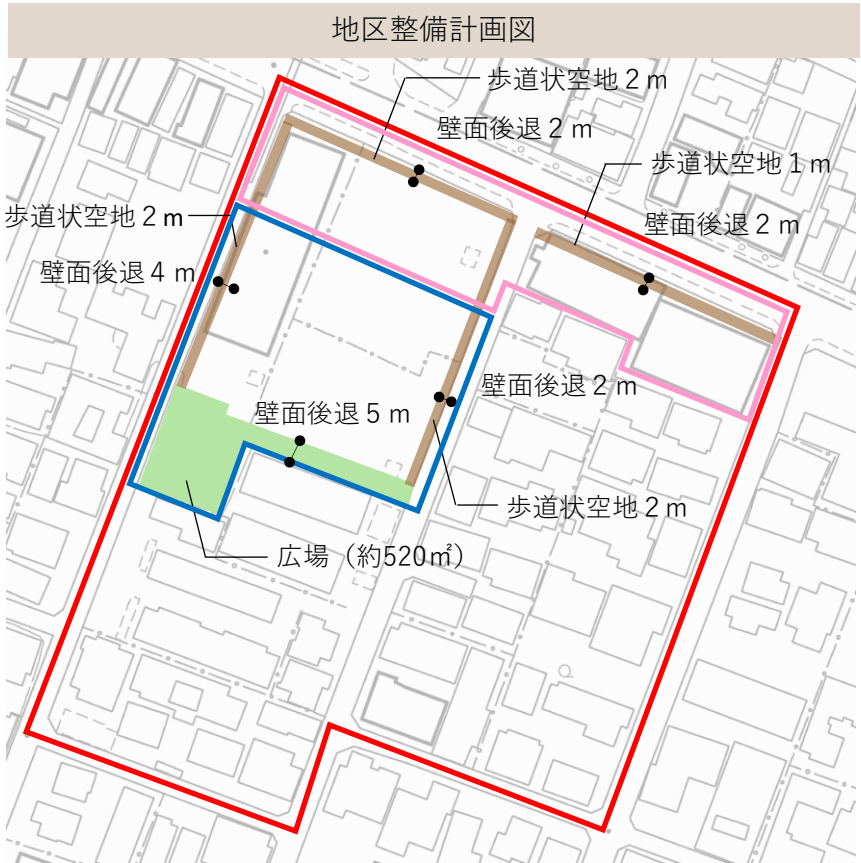 地区整備計画図
歩道状空地２ｍ
壁面後退２ｍ
歩道状空地１ｍ
壁面後退２ｍ
歩道状空地２ｍ
壁面後退４ｍ
壁面後退２ｍ
壁面後退５ｍ
歩道状空地２ｍ
広場（約520㎡）